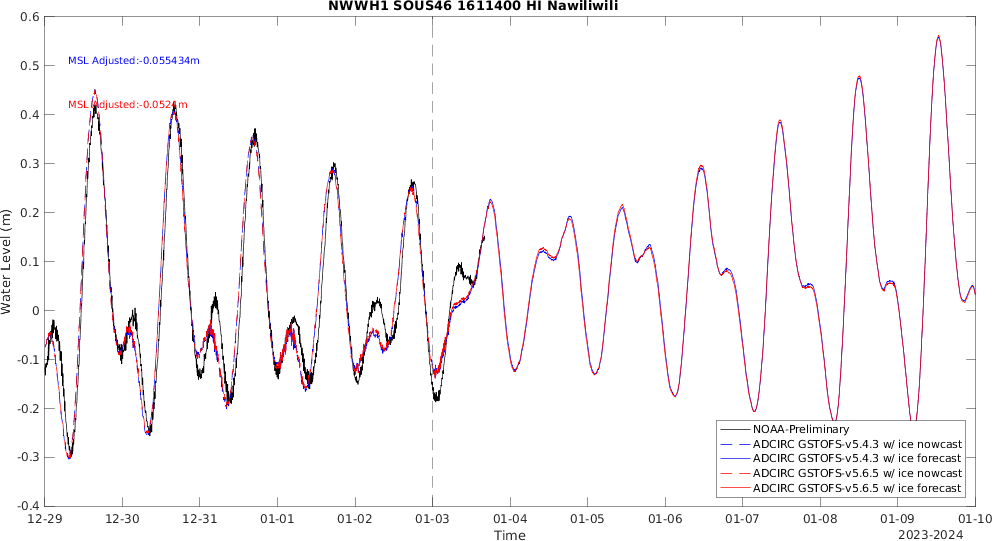 NWWH1 SOUS46 1611400 HI Nawiliwili
0.6
0.5
0.4
0.3
0.2
0.1
0
-0.1
-0.2
-0.3
-0.4
Water Level (m)
MSL Adjusted:-0.055434m
MSL Adjusted:-0.0521m
NOAA-Preliminary
ADCIRC GSTOFS-v5.4.3 w/ ice nowcast
ADCIRC GSTOFS-v5.4.3 w/ ice forecast
ADCIRC GSTOFS-v5.6.5 w/ ice nowcast
ADCIRC GSTOFS-v5.6.5 w/ ice forecast
12-29 12-30 12-31 01-01 01-02 01-03 01-04 01-05 01-06 01-07 01-08 01-09 01-10
Time
2023-2024